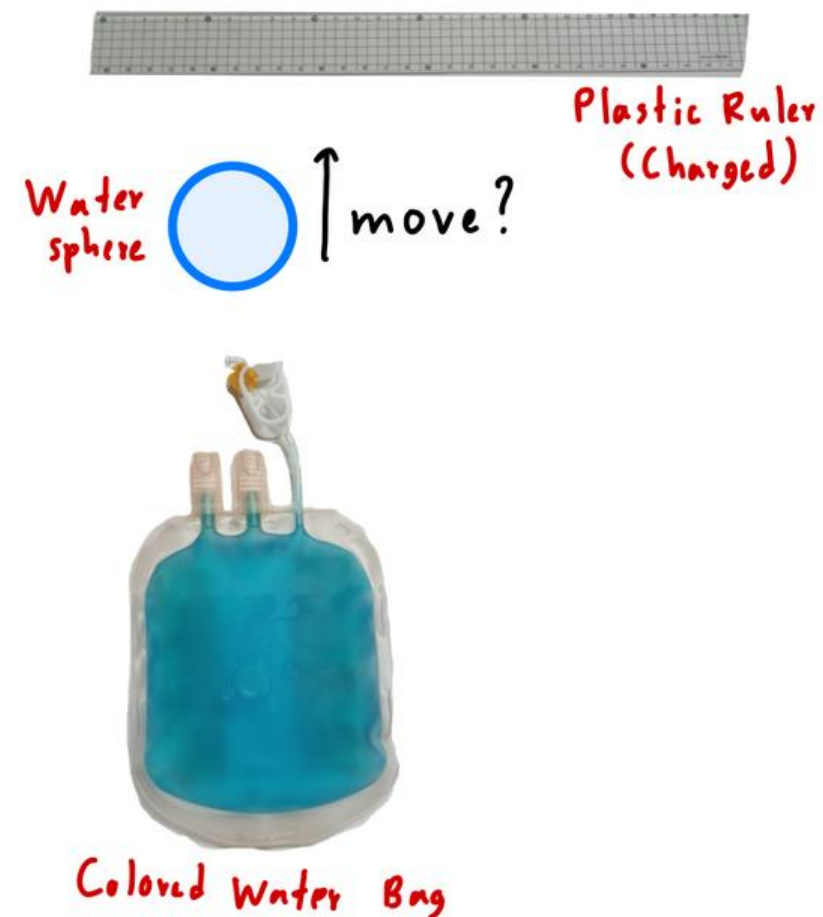 Plastic Ruler
(Charged)
Water
sphere
move?
Colored Water Bag